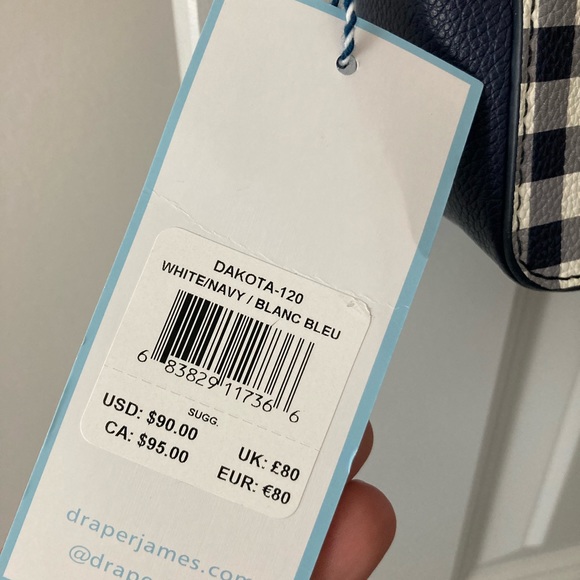 DAKOTA-120
WHITE/NAVY / BLANC BLEU
6 83829 11736 6
SUGG.
USD: $90.00 UK: £80
CA: $95.00 EUR: €80
draperjames.com
@drape